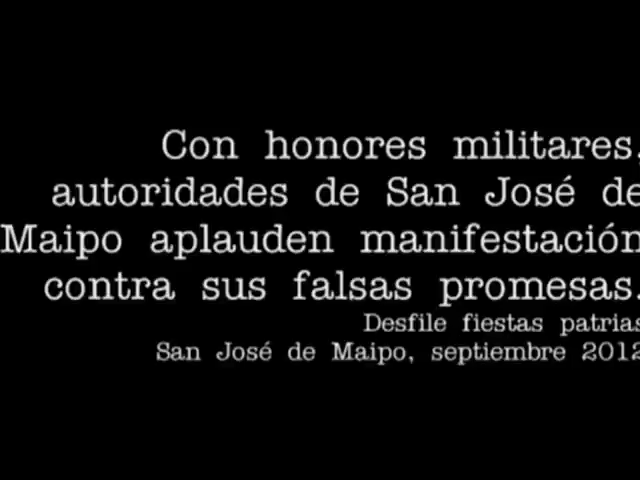 Con honores militares,
autoridades de San José de
Maipo aplauden manifestación
contra sus falsas promesas.
Desfile fiestas patrias
San José de Maipo, septiembre 2012